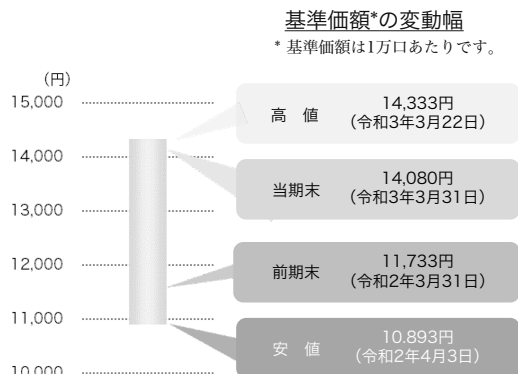 基準価額*の変動幅
* 基準価額は1万口あたりです。
(円)
15,000
14,000
13,000
12,000
11,000
10,000
高 値
14,333円
(令和3年3月22日)
当期末
14,080円
(令和3年3月31日)
前期末
11,733円
(令和2年3月31日)
安 値
10.893円
(令和2年4月3日)